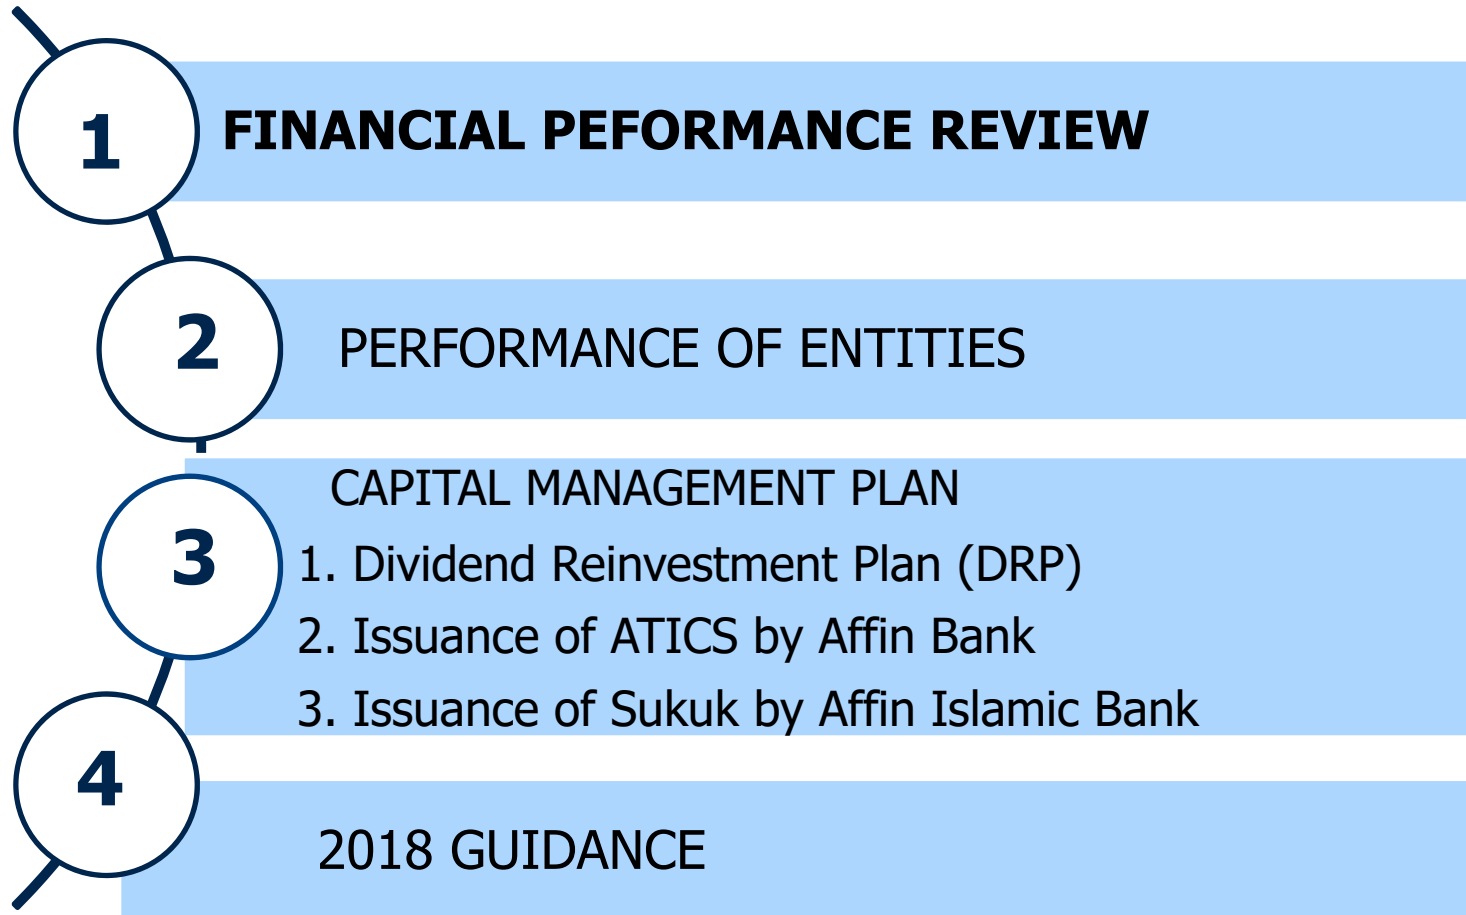 1
FINANCIAL PEFORMANCE REVIEW
2
PERFORMANCE OF ENTITIES
3
CAPITAL MANAGEMENT PLAN
1. Dividend Reinvestment Plan (DRP)
2. Issuance of ATICS by Affin Bank
3. Issuance of Sukuk by Affin Islamic Bank
4
2018 GUIDANCE